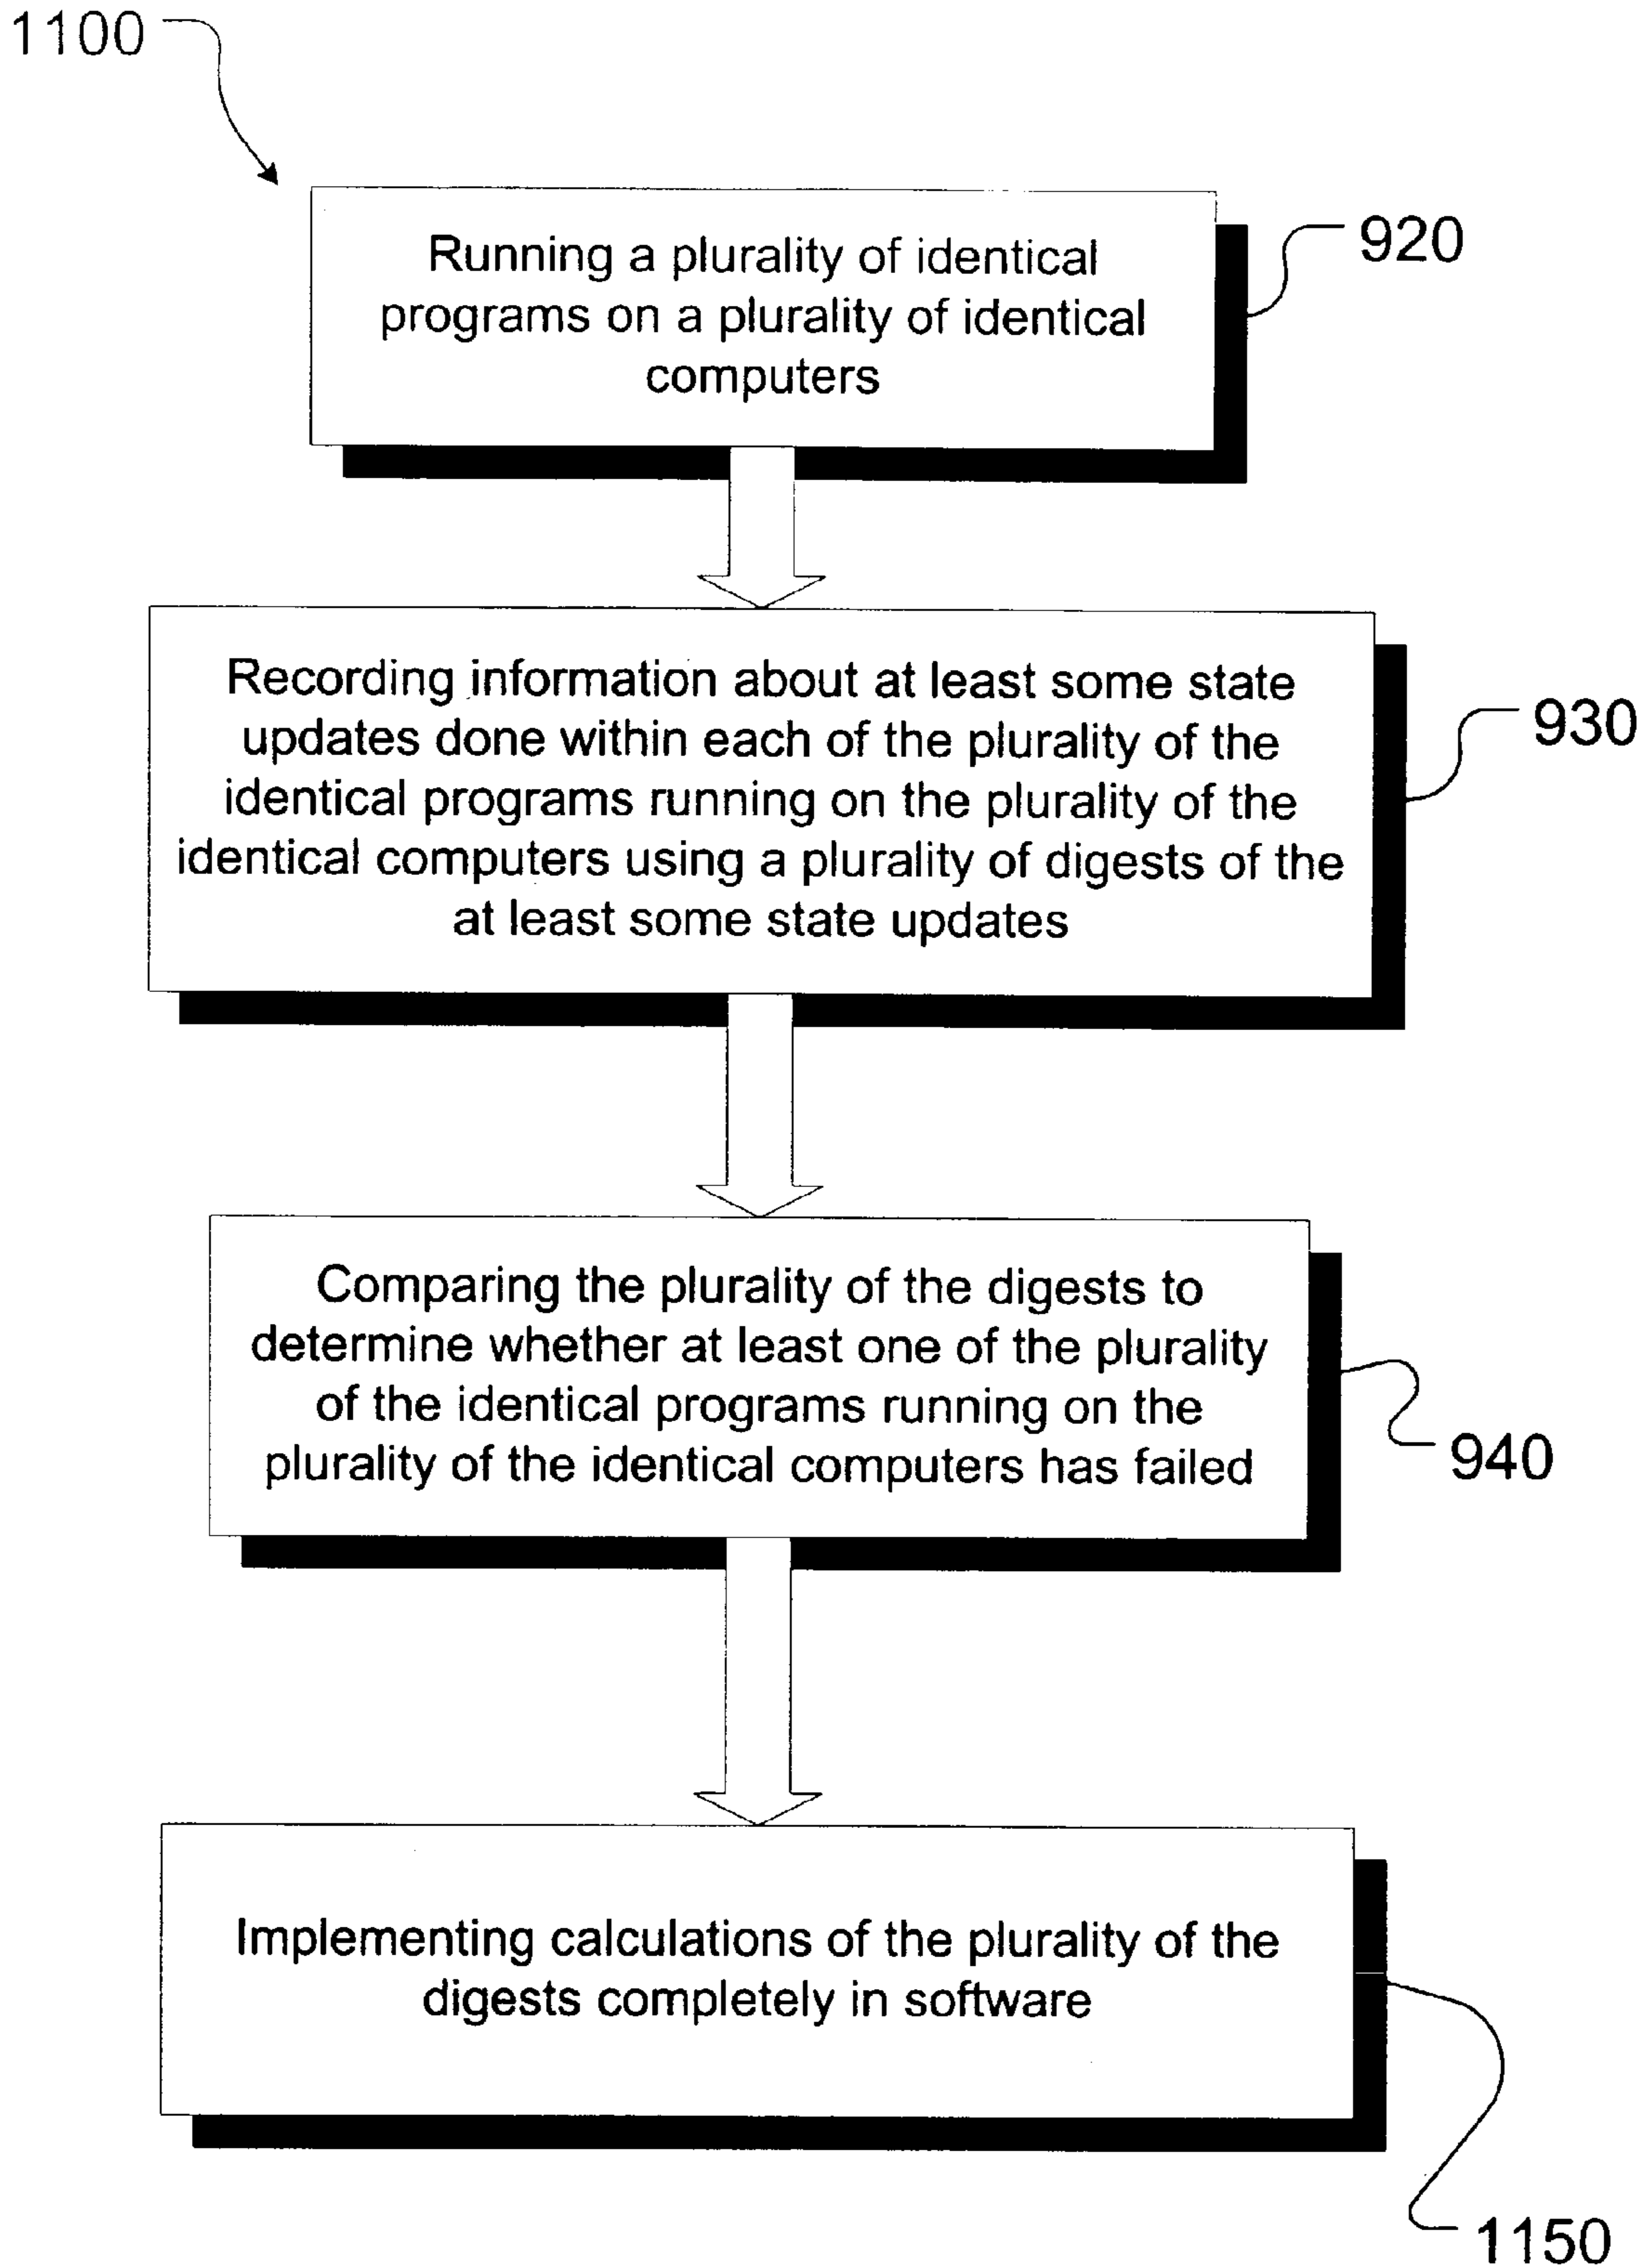 1100
Running a plurality of identical
programs on a plurality of identical
computers
920
Recording information about at least some state
updates done within each of the plurality of the
identical programs running on the plurality of the
identical computers using a plurality of digests of the
at least some state updates
930
Comparing the plurality of the digests to
determine whether at least one of the plurality
of the identical programs running on the
plurality of the identical computers has failed
940
Implementing calculations of the plurality of the
digests completely in software
1150